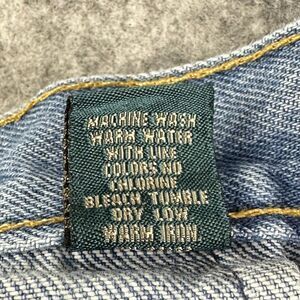 MACHINE WASH
WARM WATER
WITH LIKE
COLORS NO
CHLORINE
BLEACH TUMBLE
DRY LOW
WARM IRON